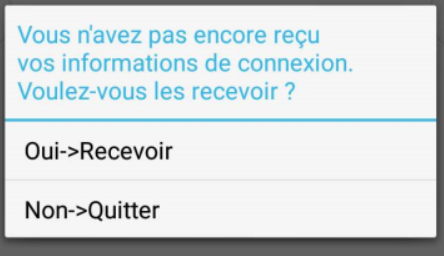 Vous n'avez pas encore reçu
vos informations de connexion.
Voulez-vous les recevoir ?
Oui->Recevoir
Non->Quitter